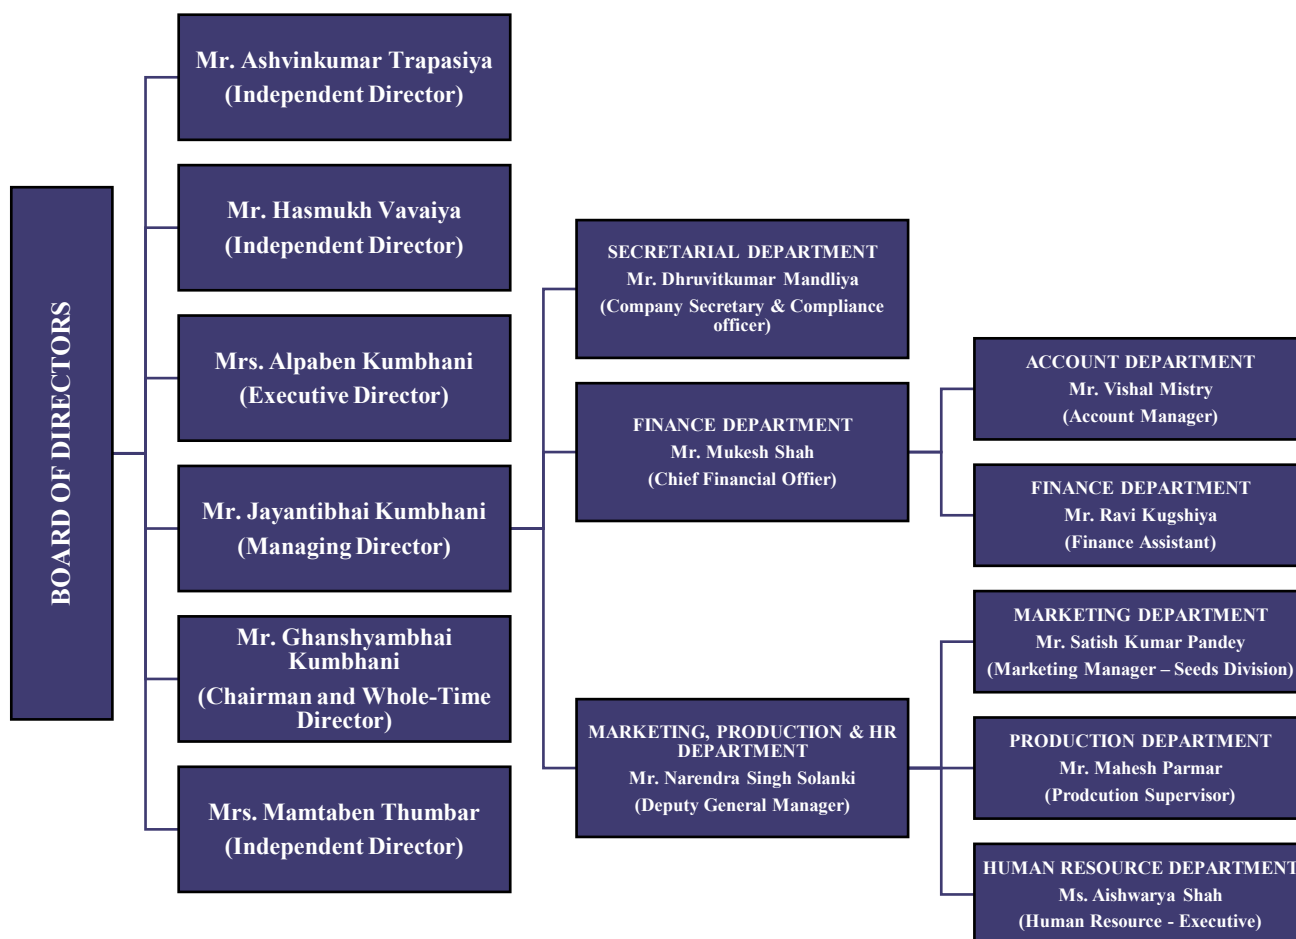 BOARD OF DIRECTORS
Mr. Ashvinkumar Trapasiya
(Independent Director)
Mr. Hasmukh Vavaiya
(Independent Director)
Mrs. Alpaben Kumbhani
(Executive Director)
Mr. Jayantibhai Kumbhani
(Managing Director)
Mr. Ghanshyambhai
Kumbhani
(Chairman and Whole-Time
Director)
Mrs. Mamtaben Thumbar
(Independent Director)
SECRETARIAL DEPARTMENT
Mr. Dhruvitkumar Mandliya
(Company Secretary & Compliance
officer)
FINANCE DEPARTMENT
Mr. Mukesh Shah
(Chief Financial Offier)
MARKETING, PRODUCTION & HR
DEPARTMENT
Mr. Narendra Singh Solanki
(Deputy General Manager)
ACCOUNT DEPARTMENT
Mr. Vishal Mistry
(Account Manager)
FINANCE DEPARTMENT
Mr. Ravi Kugshiya
(Finance Assistant)
MARKETING DEPARTMENT
Mr. Satish Kumar Pandey
(Marketing Manager – Seeds Division)
PRODUCTION DEPARTMENT
Mr. Mahesh Parmar
(Prodcution Supervisor)
HUMAN RESOURCE DEPARTMENT
Ms. Aishwarya Shah
(Human Resource - Executive)